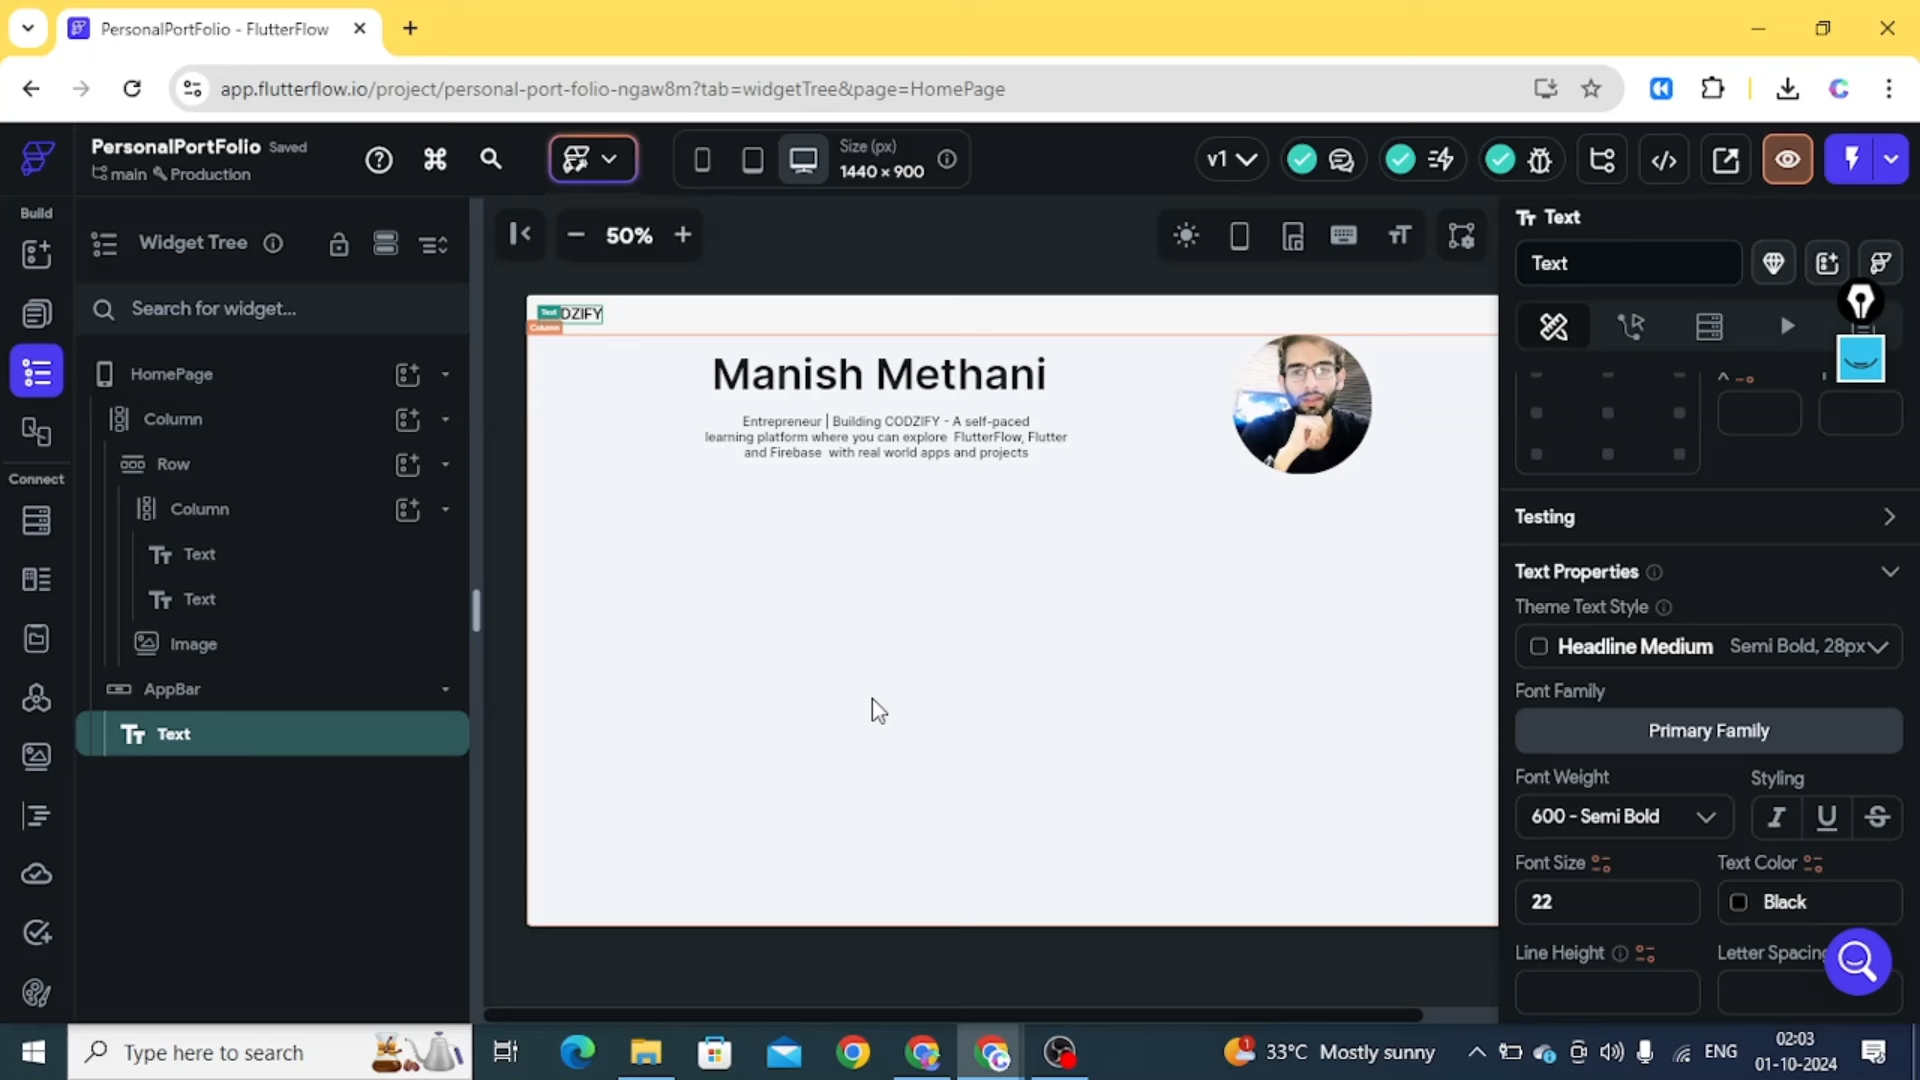 PersonalPortFolio - FlutterFlow
app.flutterflow.io/project/personal-port-folio-ngaw8m?tab=widgetTree&page=HomePage
PersonalPortFolio Saved
main Production
Size (px)
1440 × 900
v1
Build
Widget Tree
50%
Search for widget...
HomePage
Column
Row
Column
Text
Text
Image
AppBar
Text
Connect
Text
DZIFY
Column
Manish Methani
Entrepreneur | Building CODZIFY - A self-paced
learning platform where you can explore FlutterFlow, Flutter
and Firebase with real world apps and projects
Text
Text
Testing
Text Properties
Theme Text Style
Headline Medium Semi Bold, 28px
Font Family
Primary Family
Font Weight Styling
600 - Semi Bold
Font Size Text Color
22 Black
Line Height Letter Spacing
Type here to search
1
33°C Mostly sunny
ENG
02:03
01-10-2024